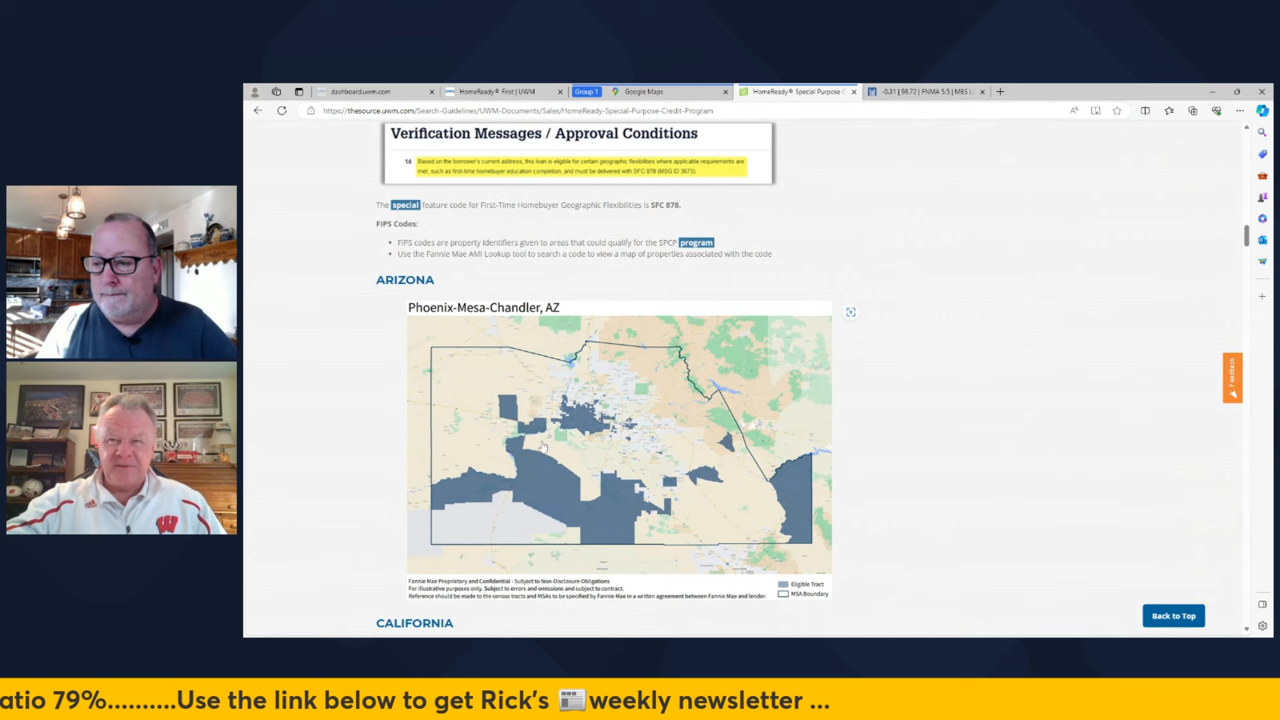 dashboard.uwm.com
HomeReady® First | UWM
Group 1
Google Maps
HomeReady® Special Purpose C
-0.31 | 98.72 | FNMA 5.5 | MBS L
https://thesource.uwm.com/Search-Guidelines/UWM-Documents/Sales/HomeReady-Special-Purpose-Credit-Program
Verification Messages / Approval Conditions
14 Based on the borrower's current address, this loan is eligible for certain geographic flexibilities where applicable requirements are
met, such as first-time homebuyer education completion, and must be delivered with SFC 878 (MSG ID 3673).
The special feature code for First-Time Homebuyer Geographic Flexibilities is SFC 878.
FIPS Codes:
FIPS codes are property identifiers given to areas that could qualify for the SPCP program
Use the Fannie Mae AMI Lookup tool to search a code to view a map of properties associated with the code
ARIZONA
Phoenix-Mesa-Chandler, AZ
Fannie Mae Proprietary and Confidential - Subject to Non-Disclosure Obligations
For illustrative purposes only. Subject to errors and omissions and subject to contract.
Reference should be made to the census tracts and MSAs to be specified by Fannie Mae in a written agreement between Fannie Mae and lender.
Eligible Tract
MSA Boundary
CALIFORNIA
Back to Top
Feedback
W
atio 79%..........Use the link below to get Rick's 📰weekly newsletter ...